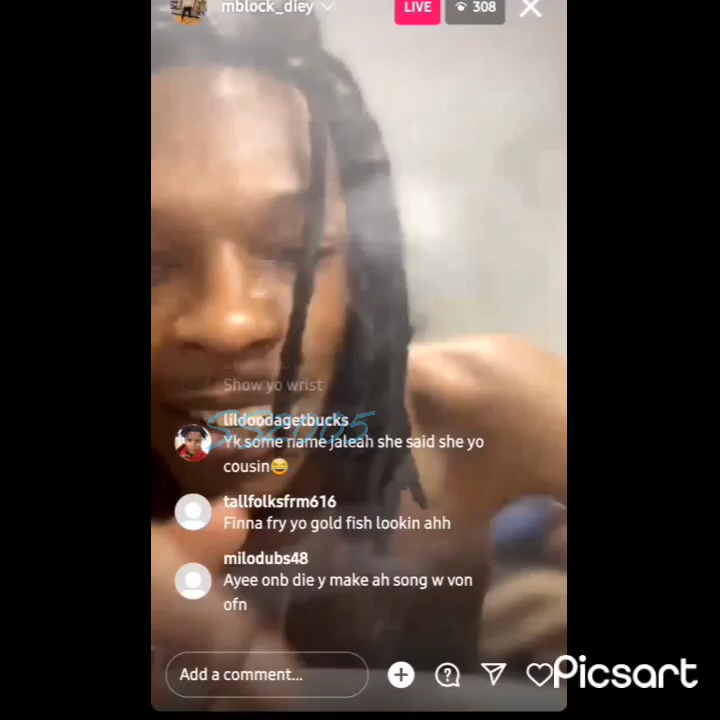 mblock_diey
LIVE
308
Show yo wrist
lildoodagetbucks
SS2005
Yk some name jaleah she said she yo
cousin😂
tallfolksfrm616
Finna fry yo gold fish lookin ahh
milodubs48
Ayee onb die y make ah song w von
ofn
Add a comment...
Picsart